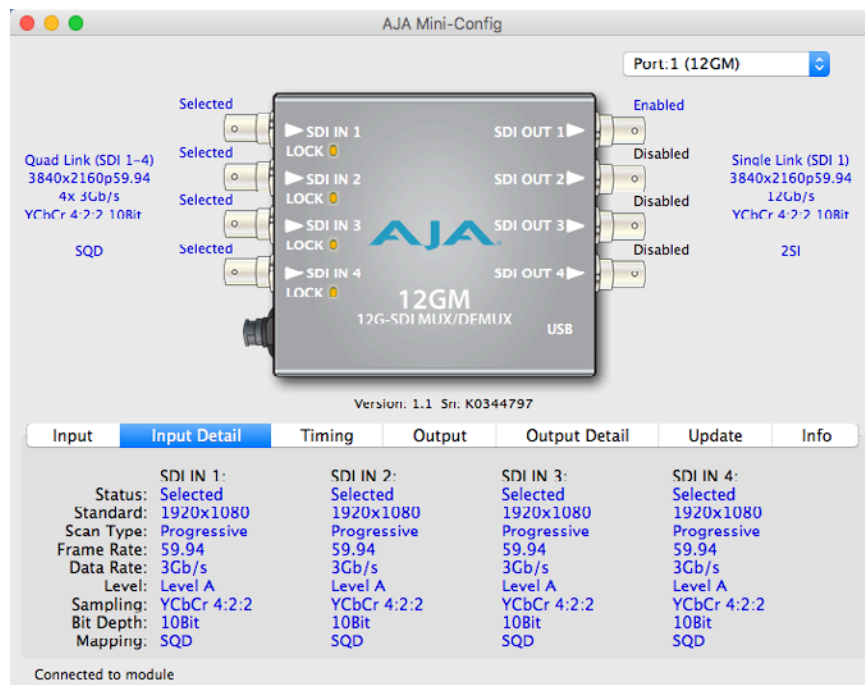 AJA Mini-Config
Port:1 (12GM)
Selected
Enabled
SDI IN 1
SDI OUT 1
LOCK
Quad Link (SDI 1-4)
3840x2160p59.94
4x 3Gb/s
YCbCr 4:2:2 10Bit
SQD
Selected
Disabled
SDI IN 2
SDI OUT 2
LOCK
Single Link (SDI 1)
3840x2160p59.94
12Gb/s
YCbCr 4:2:2 10Bit
2SI
Selected
Disabled
SDI IN 3
SDI OUT 3
LOCK
AJA
Selected
Disabled
SDI IN 4
SDI OUT 4
LOCK
12GM
12G-SDI MUX/DEMUX
USB
Version: 1.1 Sn: K0344797
Input Input Detail Timing Output Output Detail Update Info
SDI IN 1: SDI IN 2: SDI IN 3: SDI IN 4:
Status: Selected Selected Selected Selected
Standard: 1920x1080 1920x1080 1920x1080 1920x1080
Scan Type: Progressive Progressive Progressive Progressive
Frame Rate: 59.94 59.94 59.94 59.94
Data Rate: 3Gb/s 3Gb/s 3Gb/s 3Gb/s
Level: Level A Level A Level A Level A
Sampling: YCbCr 4:2:2 YCbCr 4:2:2 YCbCr 4:2:2 YCbCr 4:2:2
Bit Depth: 10Bit 10Bit 10Bit 10Bit
Mapping: SQD SQD SQD SQD
Connected to module